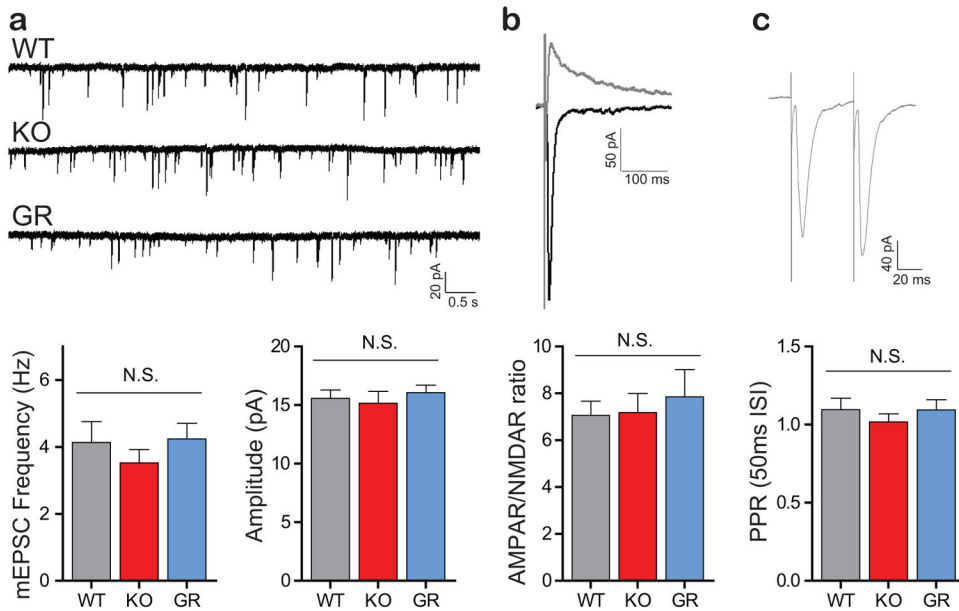 a
WT
KO
GR
20 pA
0.5 s
b
50 pA
100 ms
c
40 pA
20 ms
mEPSC Frequency (Hz)
6
4
2
0
N.S.
WT KO GR
Amplitude (pA)
20
15
10
5
0
N.S.
WT KO GR
AMPAR/NMDAR ratio
10
8
6
4
2
0
N.S.
WT KO GR
PPR (50ms ISI)
1.5
1.0
0.5
0.0
N.S.
WT KO GR